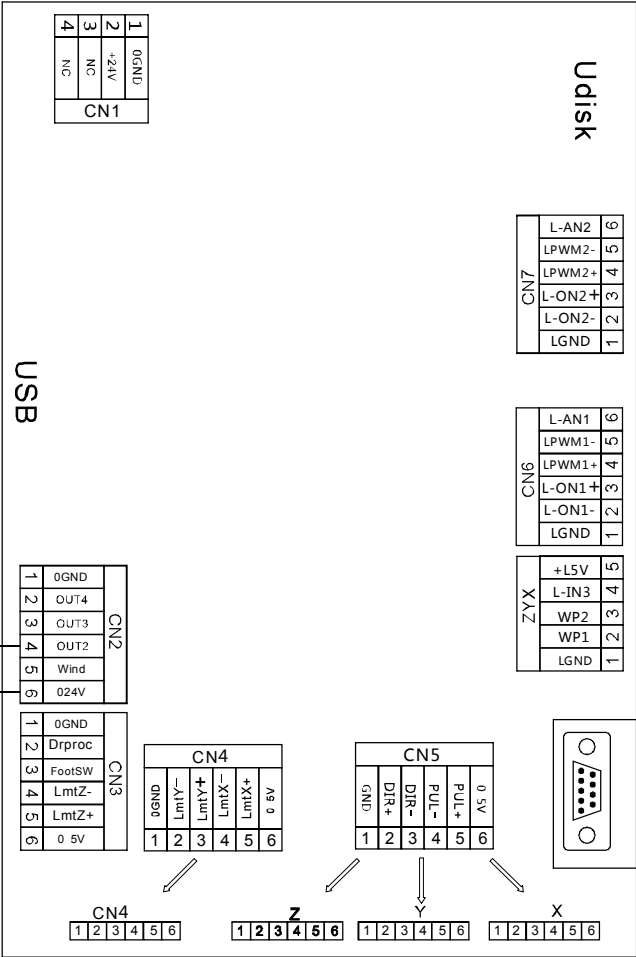 4 3 2 1
NC NC +24V 0GND
CN1
Udisk
CN7
L-AN2 6
LPWM2- 5
LPWM2+ 4
L-ON2+ 3
L-ON2- 2
LGND 1
USB
CN6
L-AN1 6
LPWM1- 5
LPWM1+ 4
L-ON1+ 3
L-ON1- 2
LGND 1
ZYX
+L5V 5
L-IN3 4
WP2 3
WP1 2
LGND 1
CN2
1 0GND
2 OUT4
3 OUT3
4 OUT2
5 Wind
6 024V
CN3
1 0GND
2 Drproc
3 FootSW
4 LmtZ-
5 LmtZ+
6 0 5V
CN4
0GND LmtY- LmtY+ LmtX- LmtX+ 0 5V
1 2 3 4 5 6
CN5
GND DIR+ DIR- PUL- PUL+ 0 5V
1 2 3 4 5 6
CN4
1 2 3 4 5 6
Z
1 2 3 4 5 6
Y
1 2 3 4 5 6
X
1 2 3 4 5 6